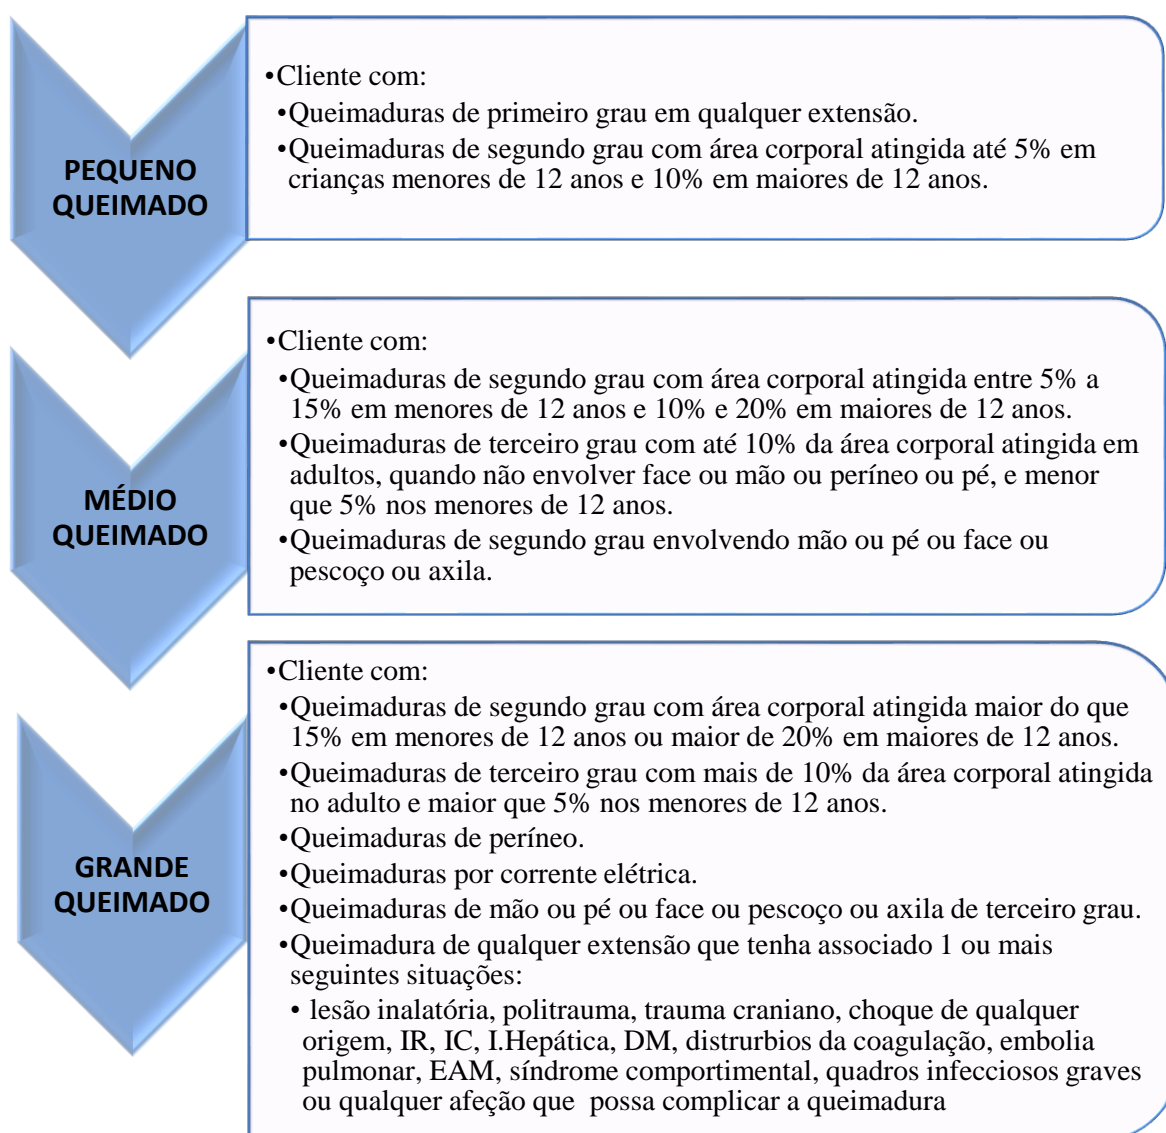 PEQUENO
QUEIMADO
•Cliente com:
•Queimaduras de primeiro grau em qualquer extensão.
•Queimaduras de segundo grau com área corporal atingida até 5% em
crianças menores de 12 anos e 10% em maiores de 12 anos.
MÉDIO
QUEIMADO
•Cliente com:
•Queimaduras de segundo grau com área corporal atingida entre 5% a
15% em menores de 12 anos e 10% e 20% em maiores de 12 anos.
•Queimaduras de terceiro grau com até 10% da área corporal atingida em
adultos, quando não envolver face ou mão ou períneo ou pé, e menor
que 5% nos menores de 12 anos.
•Queimaduras de segundo grau envolvendo mão ou pé ou face ou
pescoço ou axila.
GRANDE
QUEIMADO
•Cliente com:
•Queimaduras de segundo grau com área corporal atingida maior do que
15% em menores de 12 anos ou maior de 20% em maiores de 12 anos.
•Queimaduras de terceiro grau com mais de 10% da área corporal atingida
no adulto e maior que 5% nos menores de 12 anos.
•Queimaduras de períneo.
•Queimaduras por corrente elétrica.
•Queimaduras de mão ou pé ou face ou pescoço ou axila de terceiro grau.
•Queimadura de qualquer extensão que tenha associado 1 ou mais
seguintes situações:
• lesão inalatória, politrauma, trauma craniano, choque de qualquer
origem, IR, IC, I.Hepática, DM, distrurbios da coagulação, embolia
pulmonar, EAM, síndrome comportimental, quadros infecciosos graves
ou qualquer afeção que possa complicar a queimadura